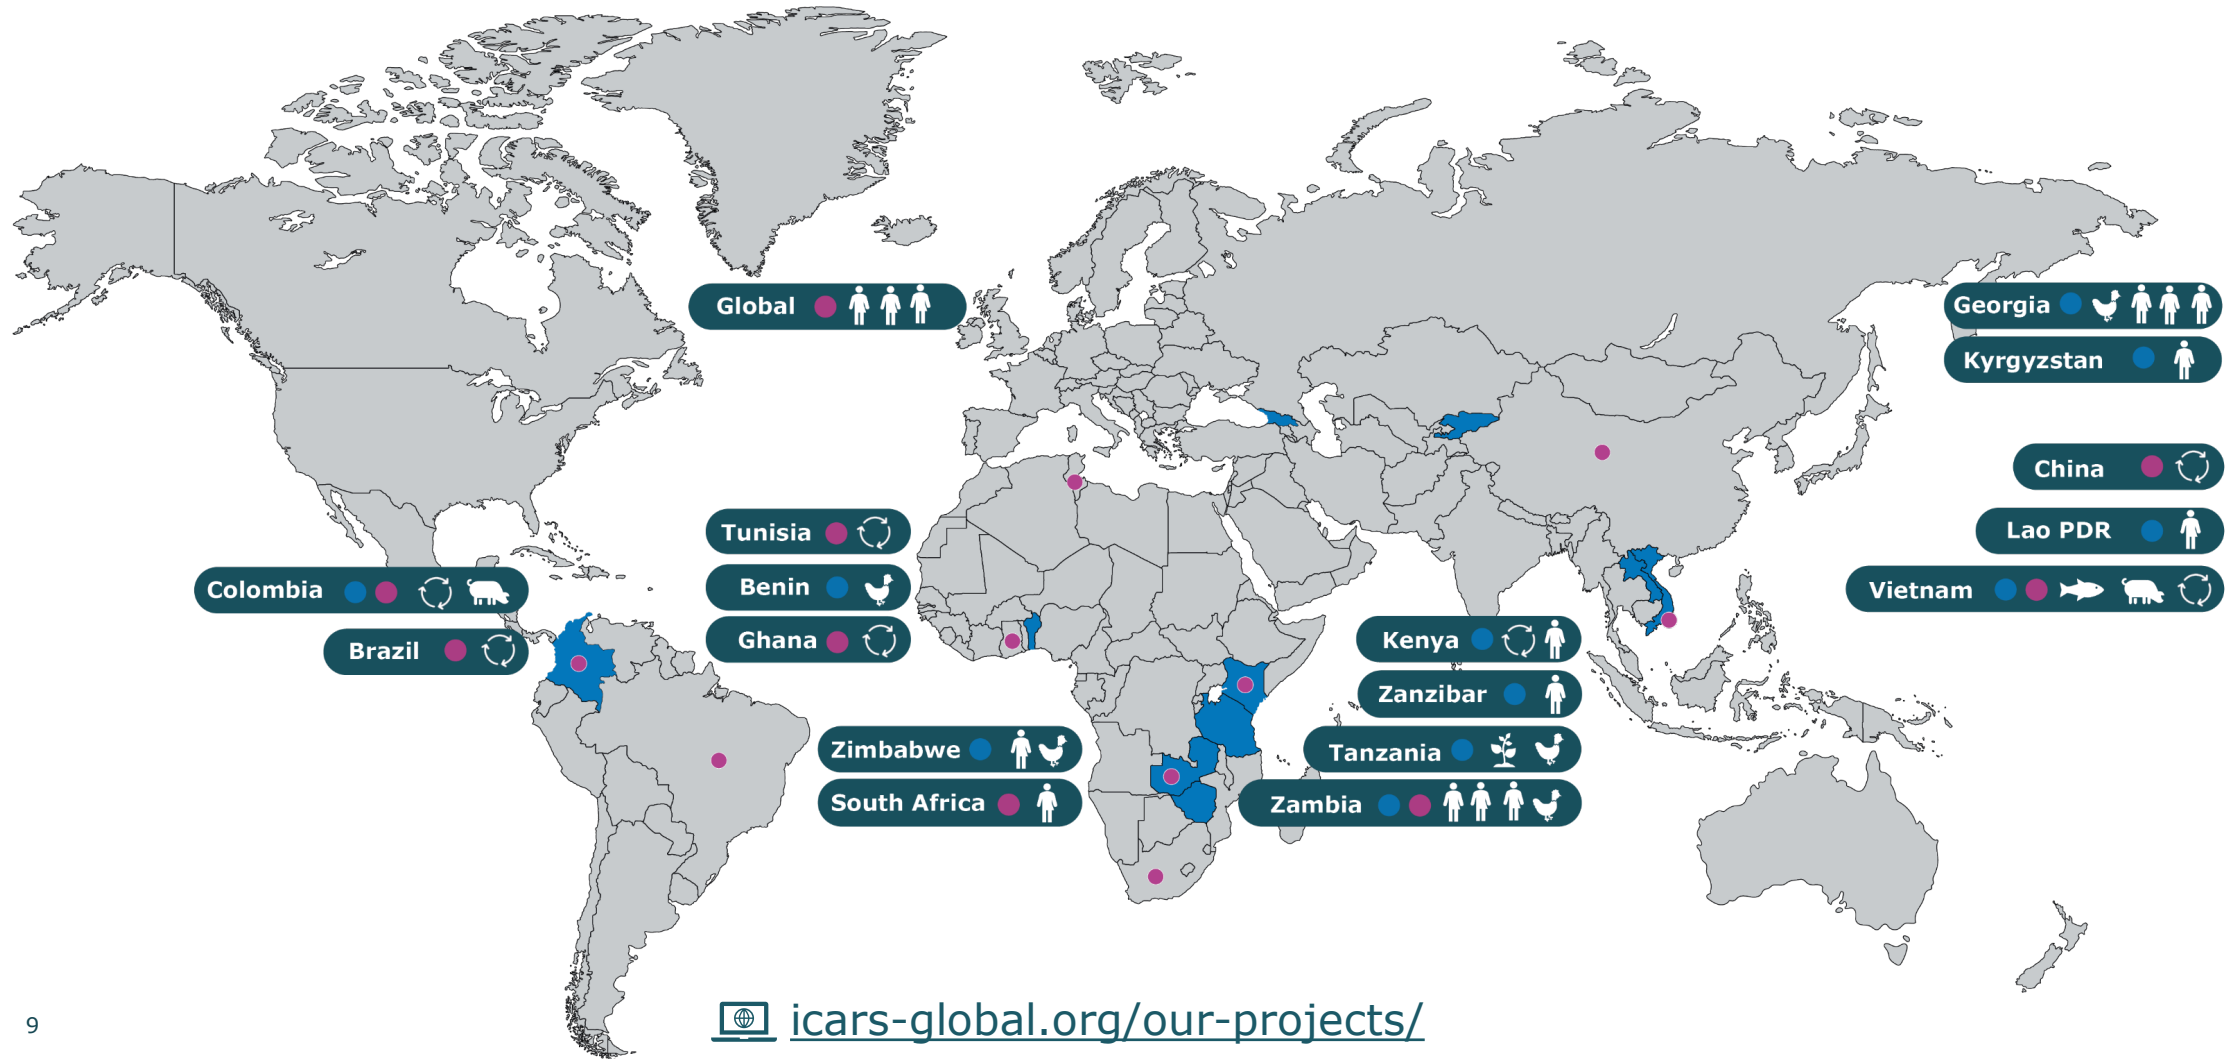 Global
Georgia
Kyrgyzstan
China
Tunisia
Lao PDR
Colombia
Benin
Vietnam
Brazil
Ghana
Kenya
Zanzibar
Zimbabwe
Tanzania
South Africa
Zambia
icars-global.org/our-projects/
9